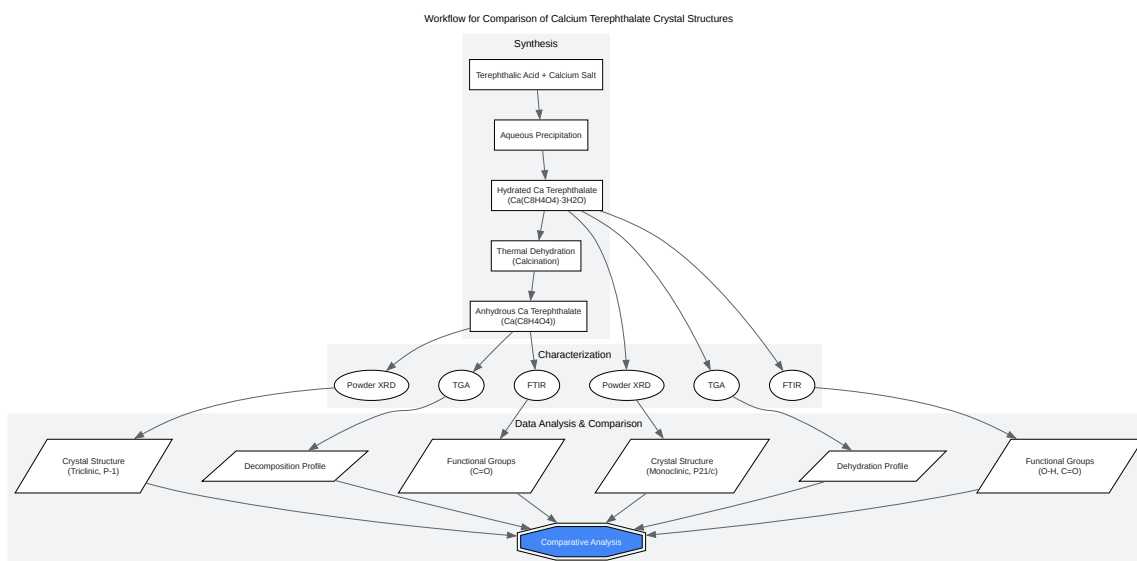 Workflow for Comparison of Calcium Terephthalate Crystal Structures
Synthesis
Terephthalic Acid + Calcium Salt
Aqueous Precipitation
Hydrated Ca Terephthalate
(Ca(C8H4O4)·3H2O)
Thermal Dehydration
(Calcination)
Anhydrous Ca Terephthalate
(Ca(C8H4O4))
Characterization
Powder XRD
TGA
FTIR
Powder XRD
TGA
FTIR
Data Analysis & Comparison
Crystal Structure
(Triclinic, P-1)
Decomposition Profile
Functional Groups
(C=O)
Crystal Structure
(Monoclinic, P21/c)
Dehydration Profile
Functional Groups
(O-H, C=O)
Comparative Analysis